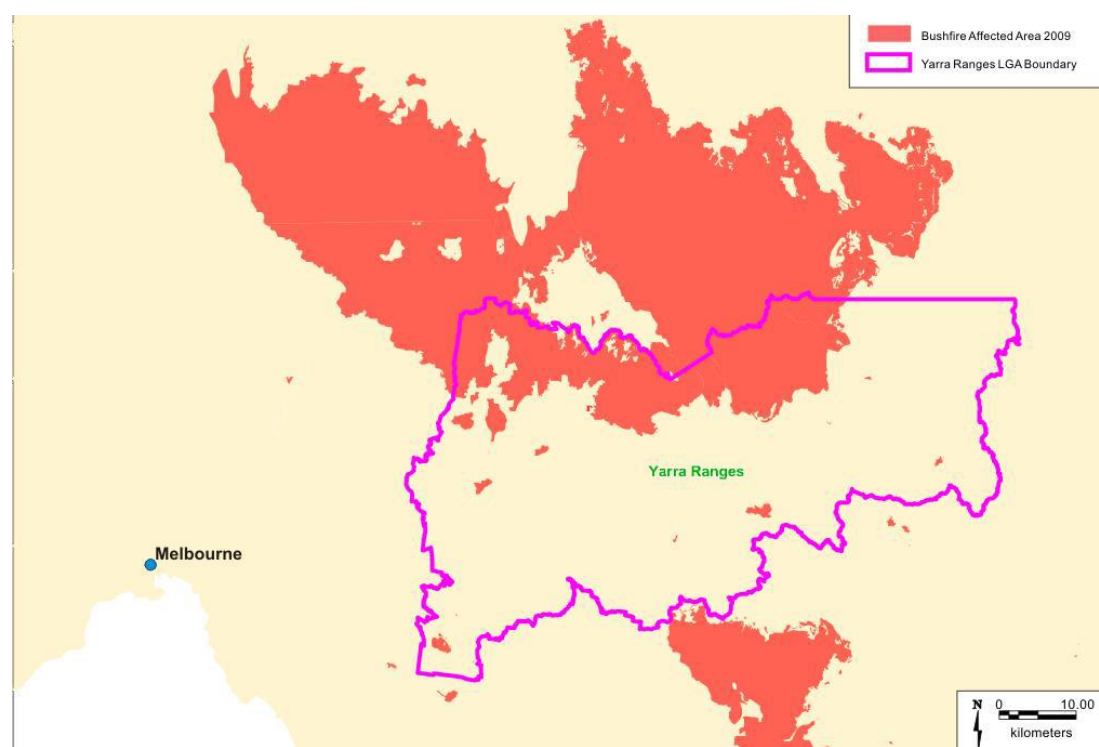 Bushfire Affected Area 2009
Yarra Ranges LGA Boundary
Yarra Ranges
Melbourne
N 0 10.00
kilometers